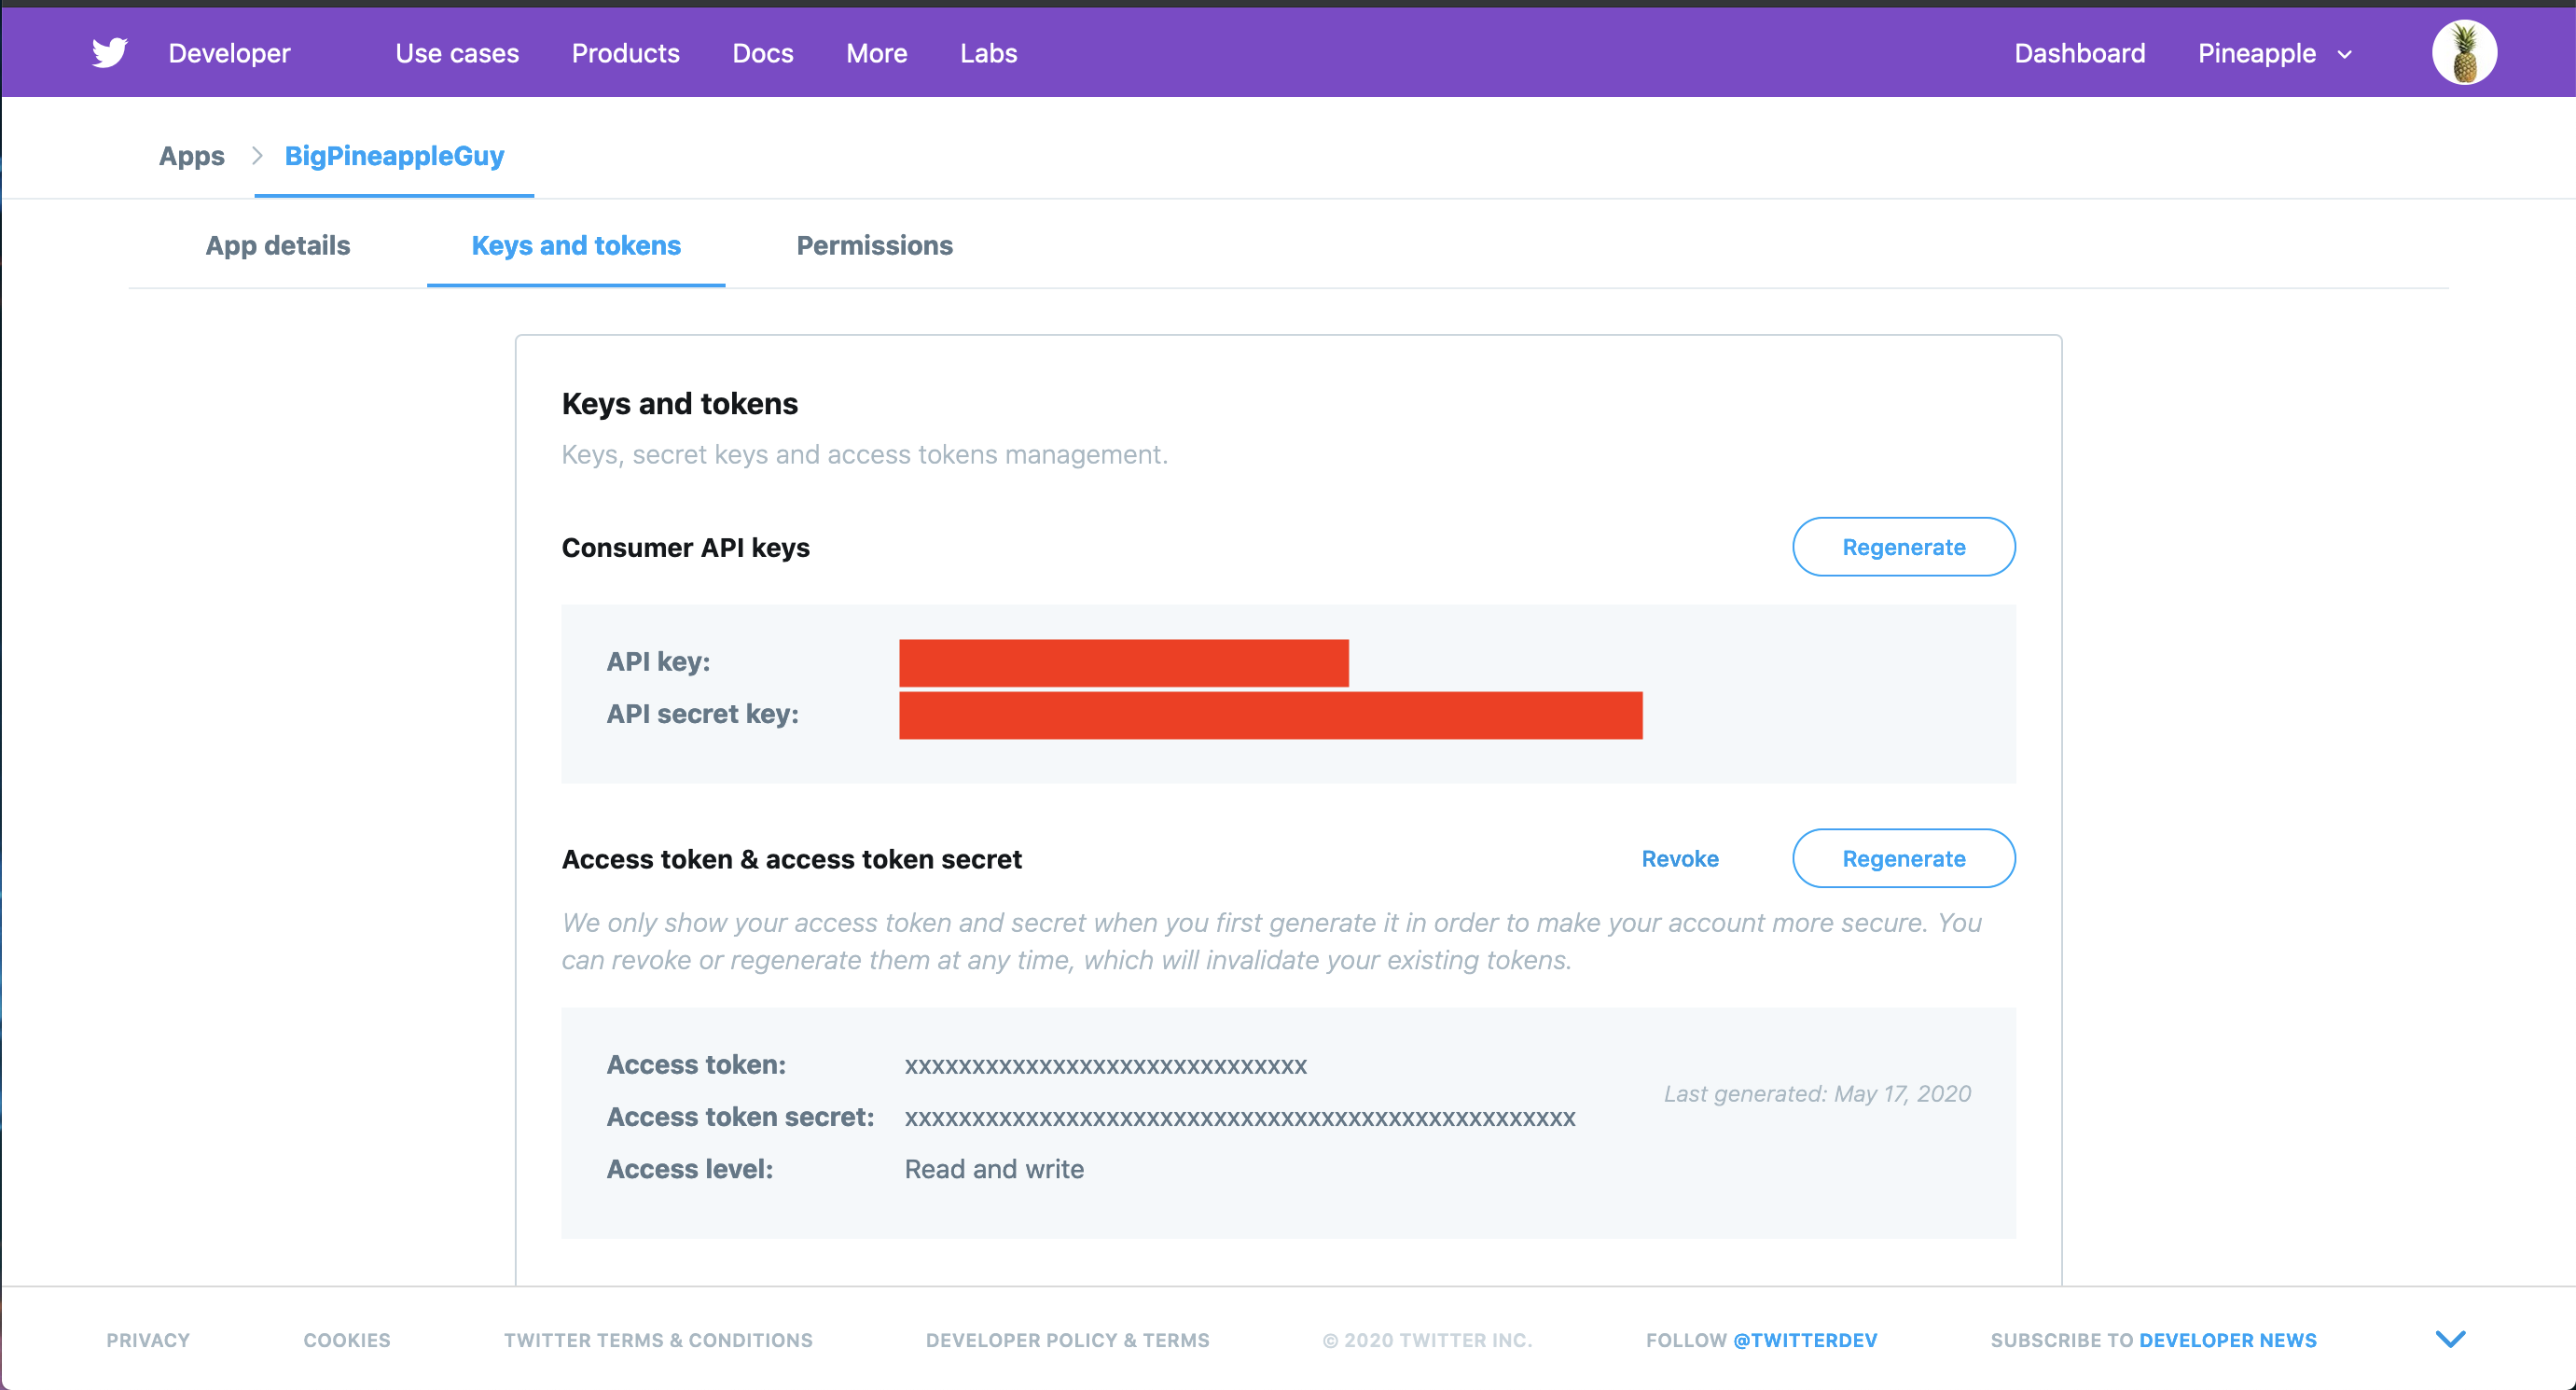 Developer Use cases Products Docs More Labs Dashboard Pineapple
Apps BigPineappleGuy
App details Keys and tokens Permissions
Keys and tokens
Keys, secret keys and access tokens management.
Consumer API keys Regenerate
API key:
API secret key:
Access token & access token secret Revoke Regenerate
We only show your access token and secret when you first generate it in order to make your account more secure. You
can revoke or regenerate them at any time, which will invalidate your existing tokens.
Access token: xxxxxxxxxxxxxxxxxxxxxxxxxxxxxx
Last generated: May 17, 2020
Access token secret: xxxxxxxxxxxxxxxxxxxxxxxxxxxxxxxxxxxxxxxxxxxxxxxxxx
Access level: Read and write
PRIVACY COOKIES TWITTER TERMS & CONDITIONS DEVELOPER POLICY & TERMS © 2020 TWITTER INC. FOLLOW @TWITTERDEV SUBSCRIBE TO DEVELOPER NEWS